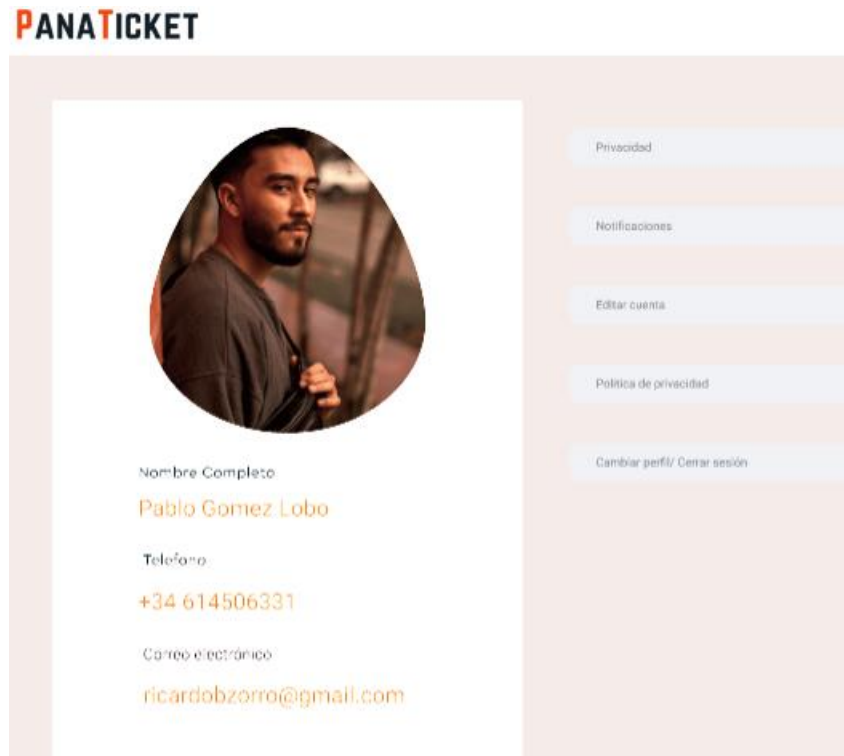 PANATICKET
Nombre Completo
Pablo Gomez Lobo
Telefono
+34 614506331
Correo electrónico
ricardobzorro@gmail.com
Privacidad
Notificaciones
Editar cuenta
Politica de privacidad
Cambiar perfil/ Cerrar sesión